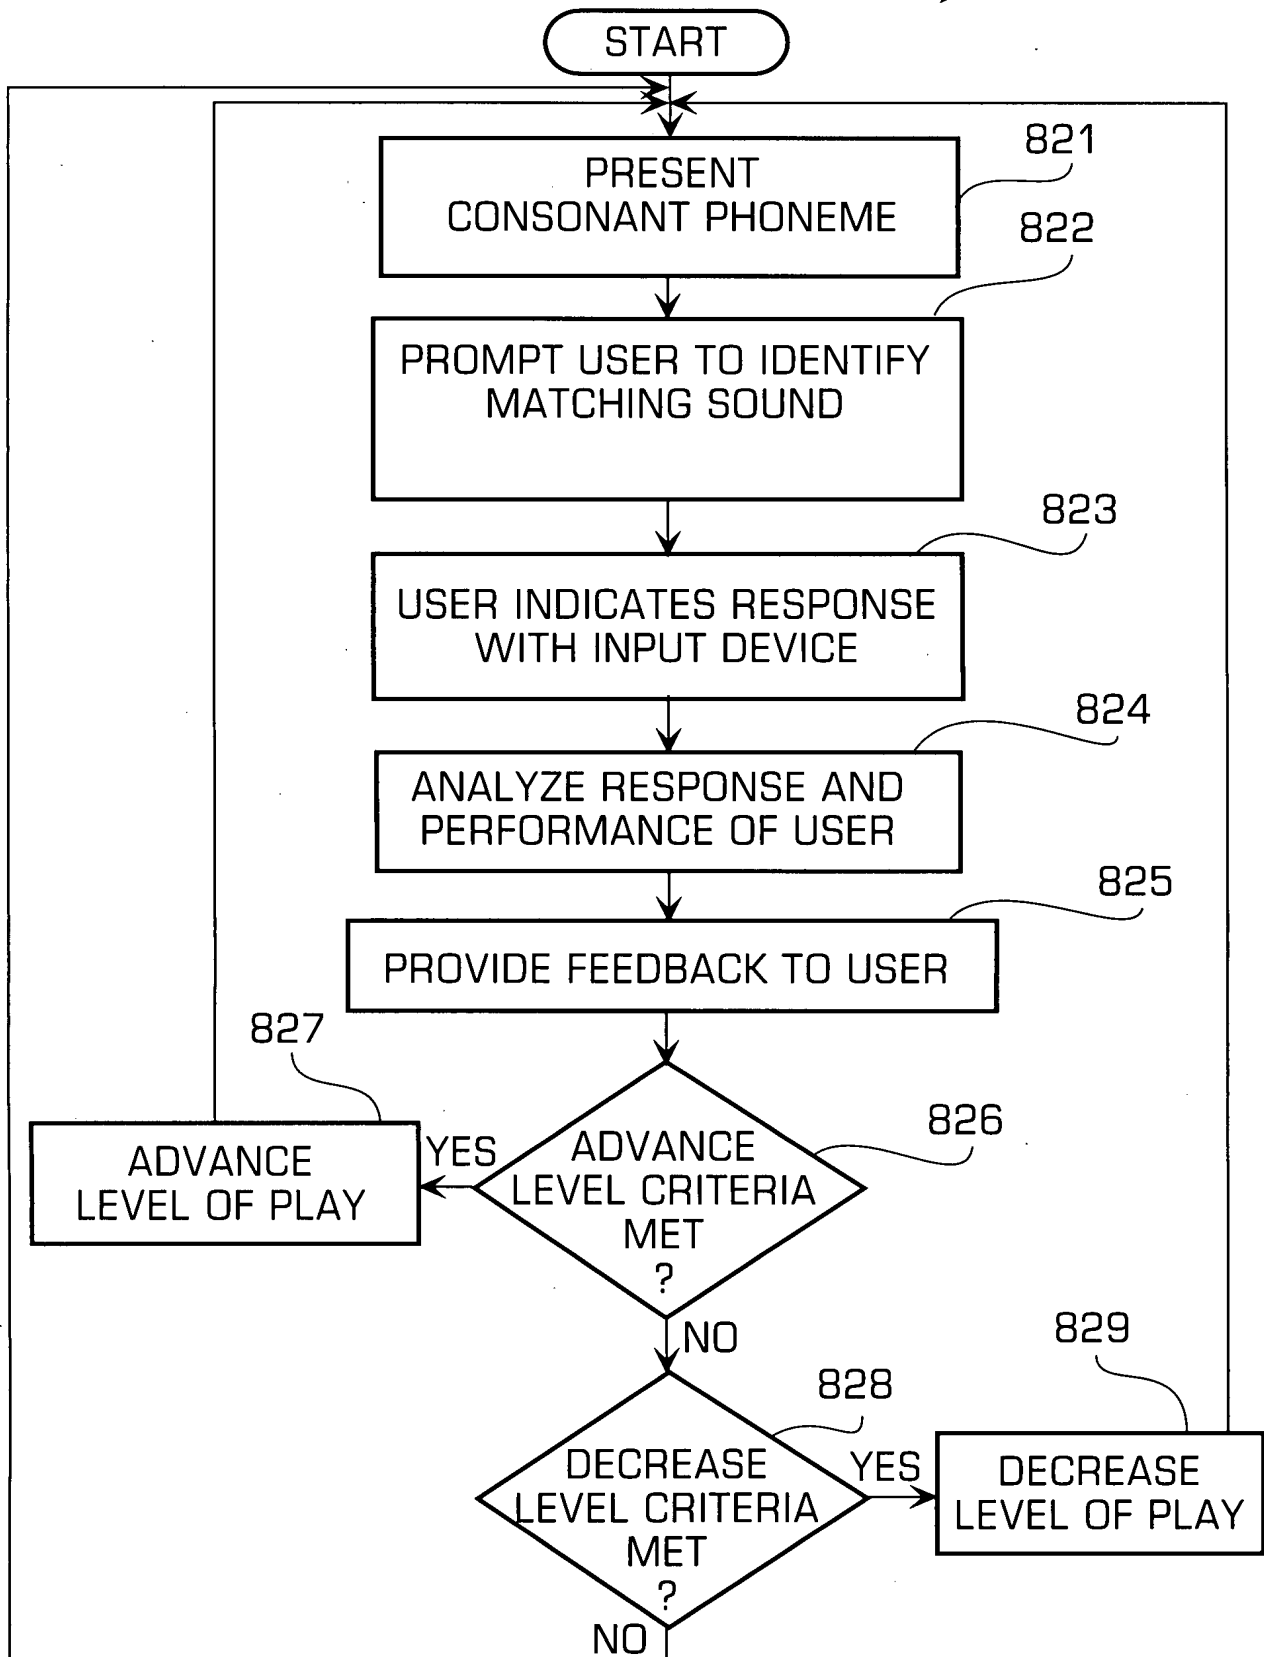 START
821
PRESENT
CONSONANT PHONEME
822
PROMPT USER TO IDENTIFY
MATCHING SOUND
823
USER INDICATES RESPONSE
WITH INPUT DEVICE
824
ANALYZE RESPONSE AND
PERFORMANCE OF USER
825
PROVIDE FEEDBACK TO USER
827
826
ADVANCE
LEVEL OF PLAY
YES
ADVANCE
LEVEL CRITERIA
MET
?
NO
829
828
DECREASE
LEVEL CRITERIA
MET
?
YES
DECREASE
LEVEL OF PLAY
NO